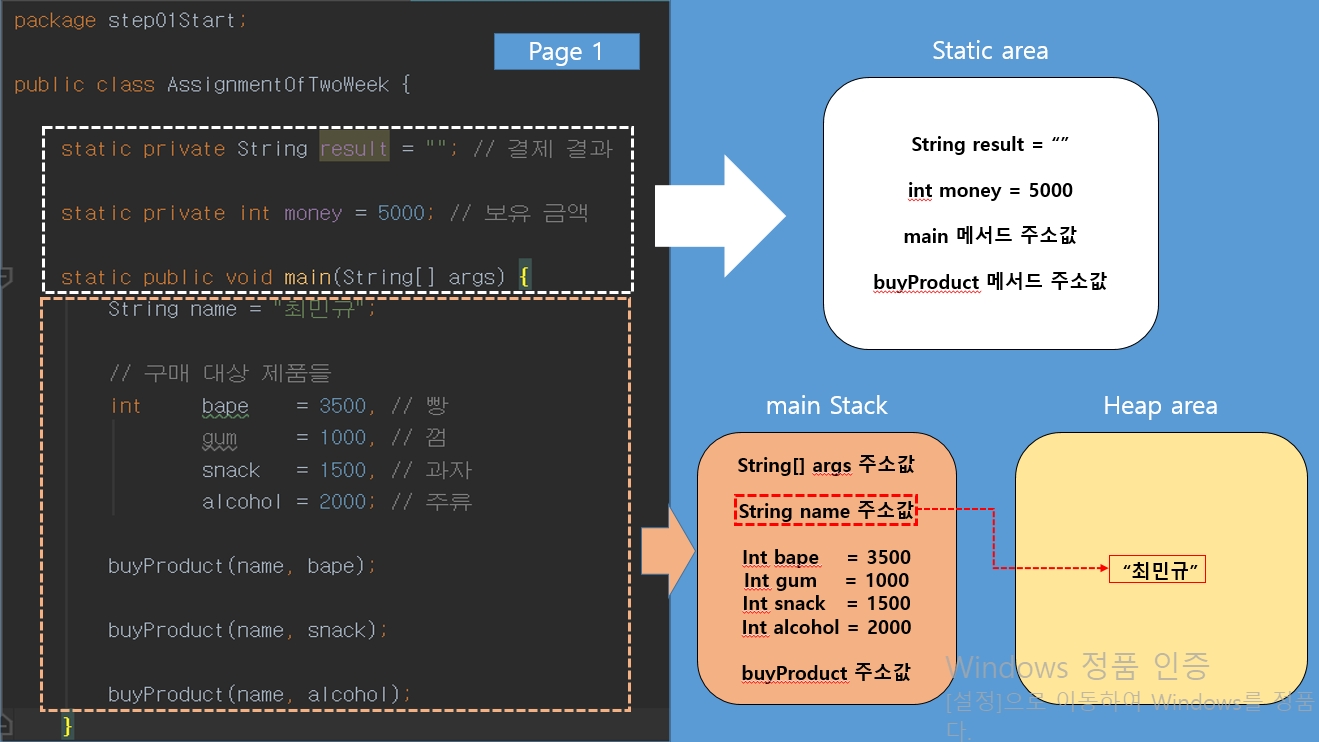 package step01Start;
Page 1
public class AssignmentOfTwoWeek {
static private String result = ""; // 결제 결과
static private int money = 5000; // 보유 금액
static public void main(String[] args) {
String name = "최민규";
// 구매 대상 제품들
int bape = 3500, // 빵
gum = 1000, // 껌
snack = 1500, // 과자
alcohol = 2000; // 주류
buyProduct(name, bape);
buyProduct(name, snack);
buyProduct(name, alcohol);
}
Static area
String result = “”
int money = 5000
main 메서드 주소값
buyProduct 메서드 주소값
main Stack
String[] args 주소값
String name 주소값
Int bape = 3500
Int gum = 1000
Int snack = 1500
Int alcohol = 2000
buyProduct 주소값
Heap area
“최민규”
Windows 정품 인증
[설정]으로 이동하여 Windows를 정품
다.